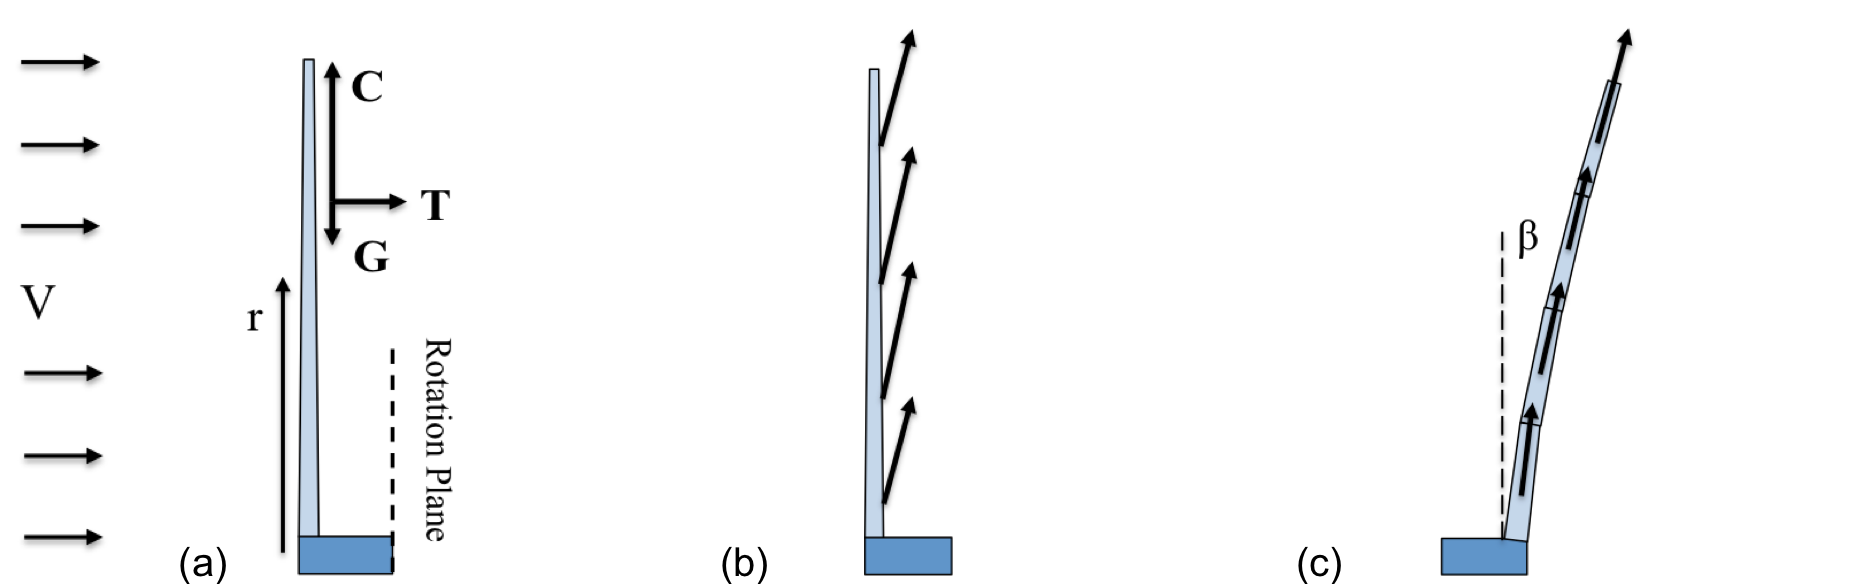 V
r
C
T
G
Rotation Plane
(a)
(b)
β
(c)